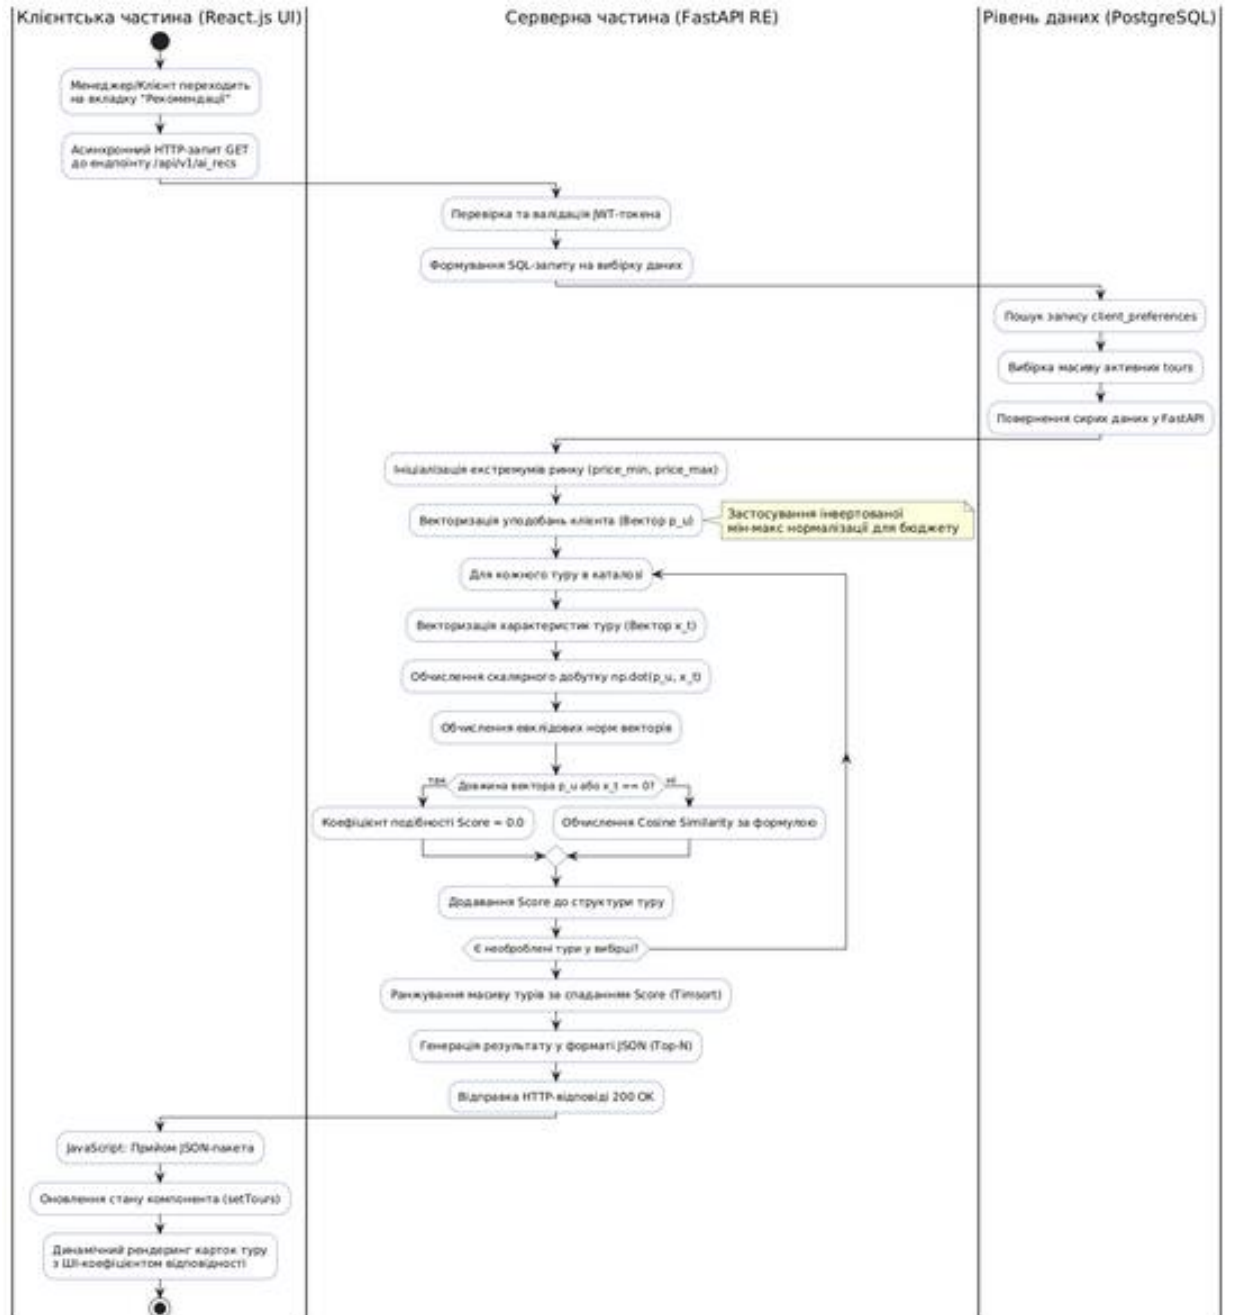 Клієнтська частина (React.js UI)
Серверна частина (FastAPI RE)
Рівень даних (PostgreSQL)
Менеджер/Клієнт переходить
на вкладку "Рекомендації"
Асинхронний HTTP-запит GET
до ендпоінту /api/v1/ai_recs
Перевірка та валідація JWT-токена
Формування SQL-запиту на вибірку даних
Пошук запису client_preferences
Вибірка масиву активних tours
Повернення сирих даних у FastAPI
Ініціалізація екстремумів ринку (price_min, price_max)
Векторизація уподобань клієнта (Вектор p_u)
Застосування інвертованої
мін-макс нормалізації для бюджету
Для кожного туру в каталозі
Векторизація характеристик туру (Вектор x_t)
Обчислення скалярного добутку np.dot(p_u, x_t)
Обчислення евклідових норм векторів
так
Довжина вектора p_u або x_t == 0?
ні
Коефіцієнт подібності Score = 0.0
Обчислення Cosine Similarity за формулою
Додавання Score до структури туру
Є необроблені тури у вибірці?
Ранжування масиву турів за спаданням Score (Timsort)
Генерація результату у форматі JSON (Top-N)
Відправка HTTP-відповіді 200 OK
JavaScript: Прийом JSON-пакета
Оновлення стану компонента (setTours)
Динамічний рендеринг карток туру
з ШІ-коефіцієнтом відповідності